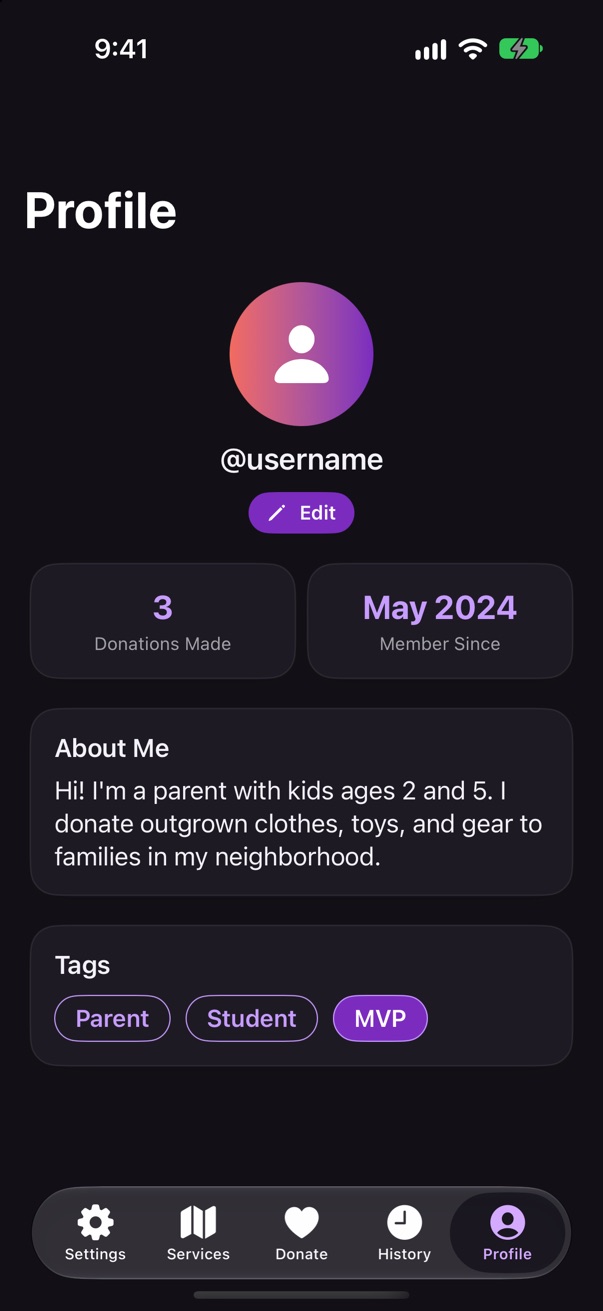 9:41
Profile
@username
Edit
3
Donations Made
May 2024
Member Since
About Me
Hi! I'm a parent with kids ages 2 and 5. I
donate outgrown clothes, toys, and gear to
families in my neighborhood.
Tags
Parent
Student
MVP
Settings
Services
Donate
History
Profile